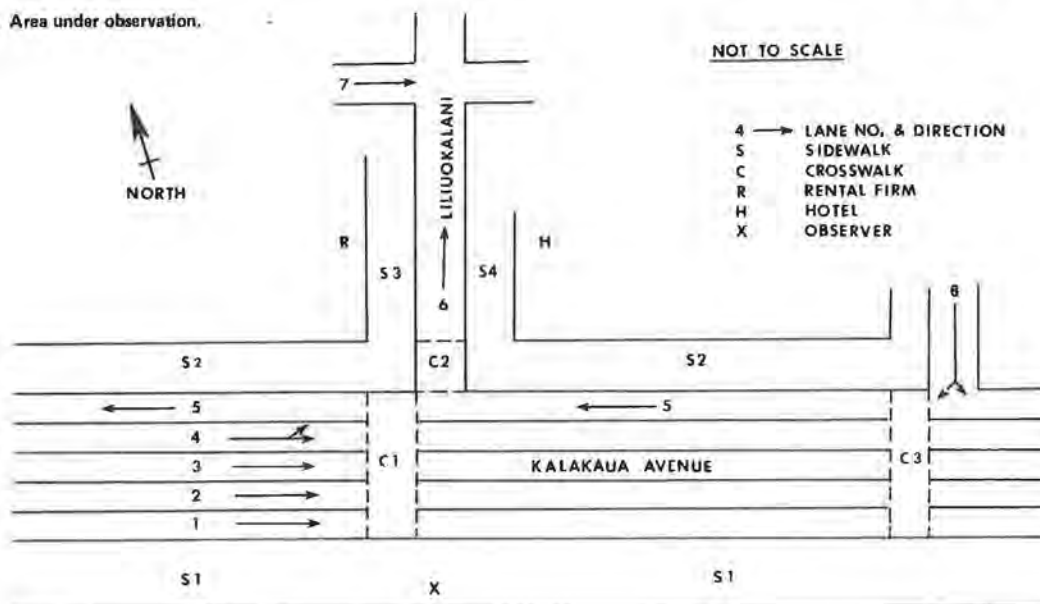 Area under observation.
NOT TO SCALE
4 LANE NO. & DIRECTION
S SIDEWALK
C CROSSWALK
R RENTAL FIRM
H HOTEL
X OBSERVER
NORTH
7
LILIUOKALANI
R
S3
S4
H
6
8
S2
C2
S2
5
5
4
3
C1
KALAKAUA AVENUE
C3
2
1
S1
X
S1